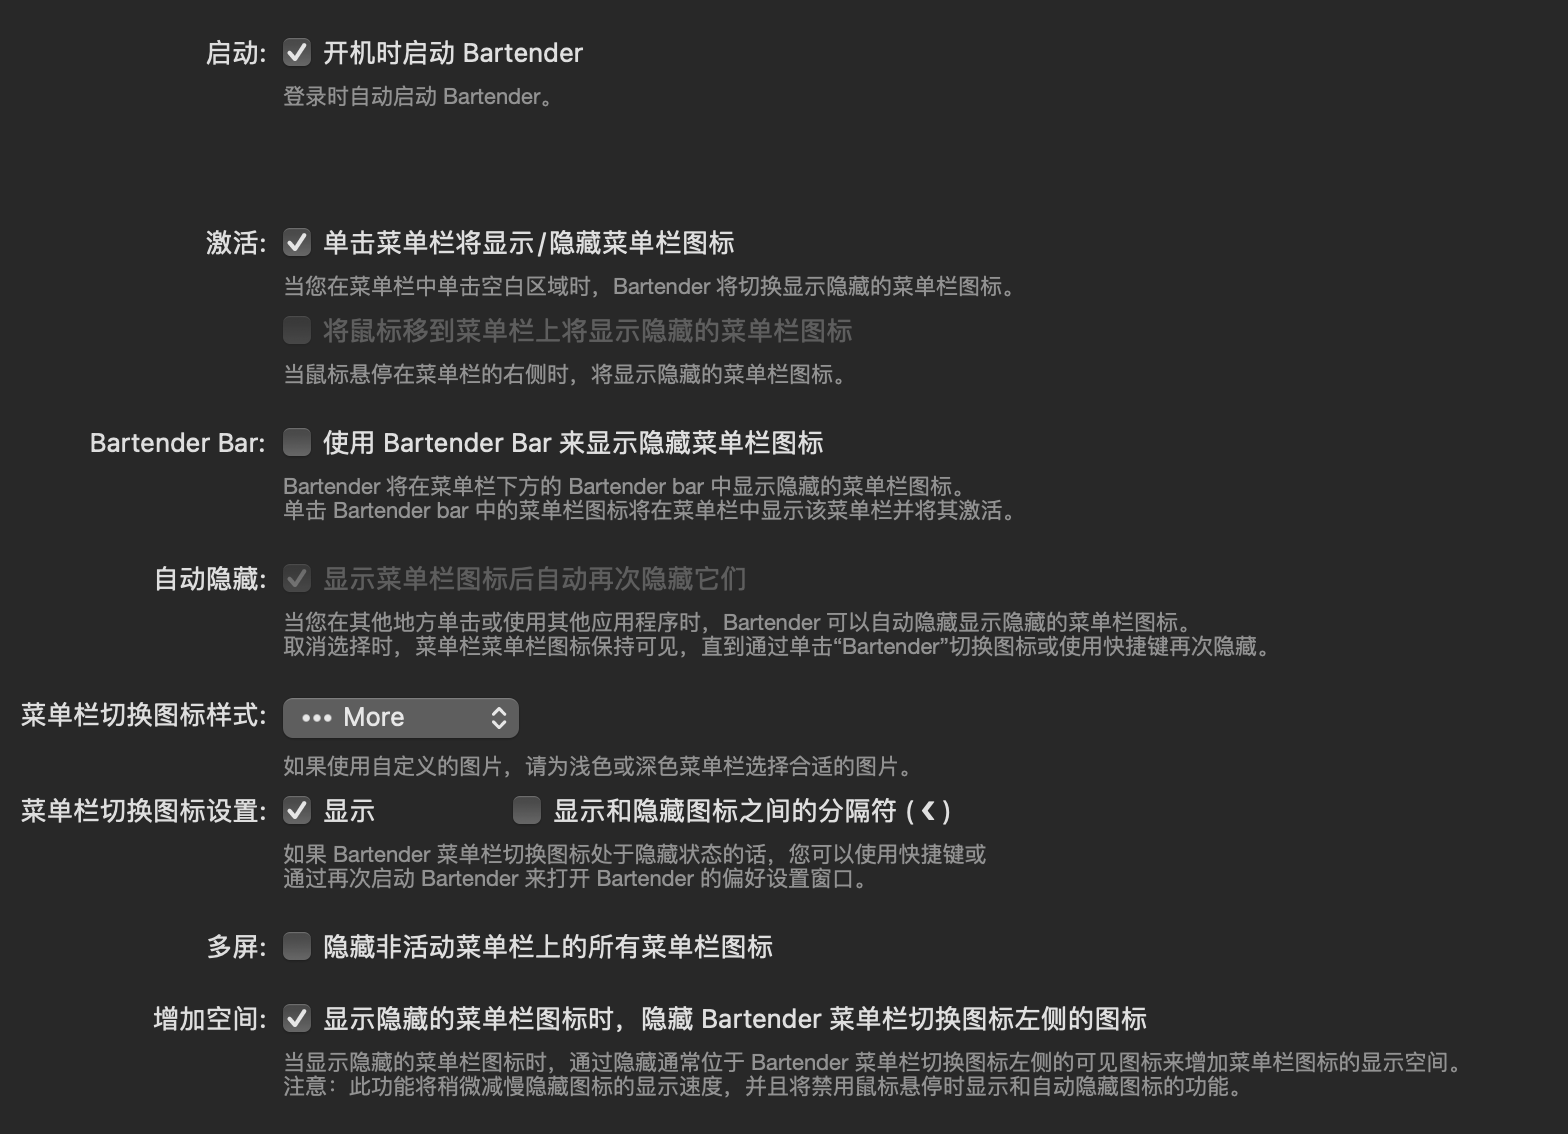 启动: 开机时启动 Bartender
登录时自动启动 Bartender。
激活: 单击菜单栏将显示/隐藏菜单栏图标
当您在菜单栏中单击空白区域时，Bartender 将切换显示隐藏的菜单栏图标。
将鼠标移到菜单栏上将显示隐藏的菜单栏图标
当鼠标悬停在菜单栏的右侧时，将显示隐藏的菜单栏图标。
Bartender Bar: 使用 Bartender Bar 来显示隐藏菜单栏图标
Bartender 将在菜单栏下方的 Bartender bar 中显示隐藏的菜单栏图标。
单击 Bartender bar 中的菜单栏图标将在菜单栏中显示该菜单栏并将其激活。
自动隐藏: 显示菜单栏图标后自动再次隐藏它们
当您在其他地方单击或使用其他应用程序时，Bartender 可以自动隐藏显示隐藏的菜单栏图标。
取消选择时，菜单栏菜单栏图标保持可见，直到通过单击“Bartender”切换图标或使用快捷键再次隐藏。
菜单栏切换图标样式: ••• More
如果使用自定义的图片，请为浅色或深色菜单栏选择合适的图片。
菜单栏切换图标设置: 显示 显示和隐藏图标之间的分隔符 (❮)
如果 Bartender 菜单栏切换图标处于隐藏状态的话，您可以使用快捷键或
通过再次启动 Bartender 来打开 Bartender 的偏好设置窗口。
多屏: 隐藏非活动菜单栏上的所有菜单栏图标
增加空间: 显示隐藏的菜单栏图标时，隐藏 Bartender 菜单栏切换图标左侧的图标
当显示隐藏的菜单栏图标时，通过隐藏通常位于 Bartender 菜单栏切换图标左侧的可见图标来增加菜单栏图标的显示空间。
注意：此功能将稍微减慢隐藏图标的显示速度，并且将禁用鼠标悬停时显示和自动隐藏图标的功能。